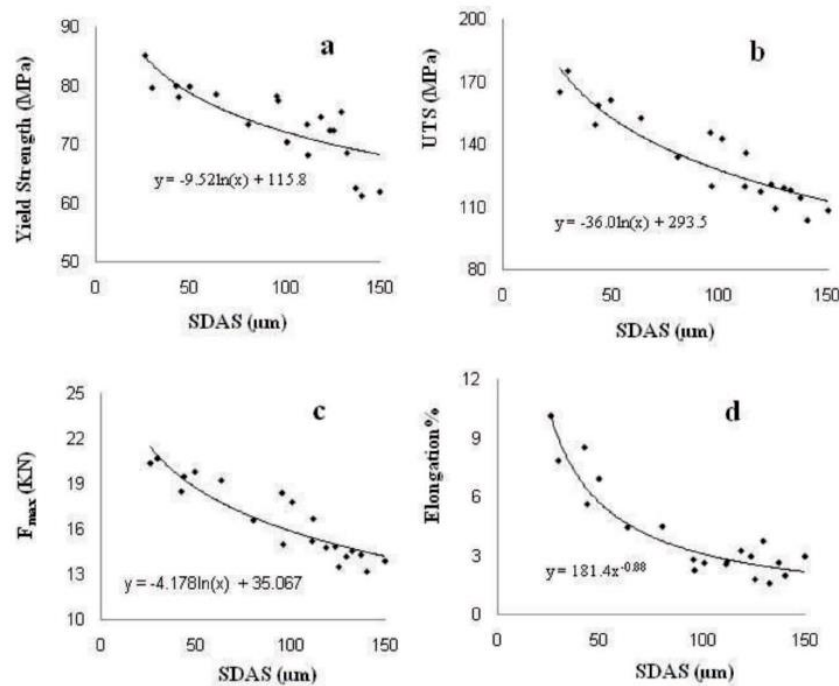 a
Yield Strength (MPa)
90
80
70
60
50
y = -9.52ln(x) + 115.8
0 50 100 150
SDAS (µm)
b
UTS (MPa)
200
170
140
110
80
y = -36.0ln(x) + 293.5
0 50 100 150
SDAS (µm)
c
Fmax (KN)
25
22
19
16
13
10
y = -4.178ln(x) + 35.067
0 50 100 150
SDAS (µm)
d
Elongation%
12
9
6
3
0
y = 181.4x^-0.88
0 50 100 150
SDAS (µm)